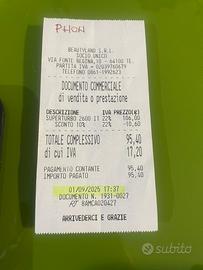 PHON
BEAUTYLAND S.R.L.
SOCIO UNICO
VIA FONTE REGINA,10 - 64100 TE
PARTITA IVA = 02039760679
TELEFONO 0861-1992623
DOCUMENTO COMMERCIALE
di vendita o prestazione
DESCRIZIONE IVA PREZZO(€)
SUPERTURBO 2600 II 22% 106,00
SCONTO 10% 22% -10,60
TOTALE COMPLESSIVO 95,40
di cui IVA 17,20
PAGAMENTO CONTANTE 95,40
IMPORTO PAGATO 95,40
01/09/2025 17:37
DOCUMENTO N. 1931-0027
RT 8AMCA020427
ARRIVEDERCI E GRAZIE
subito